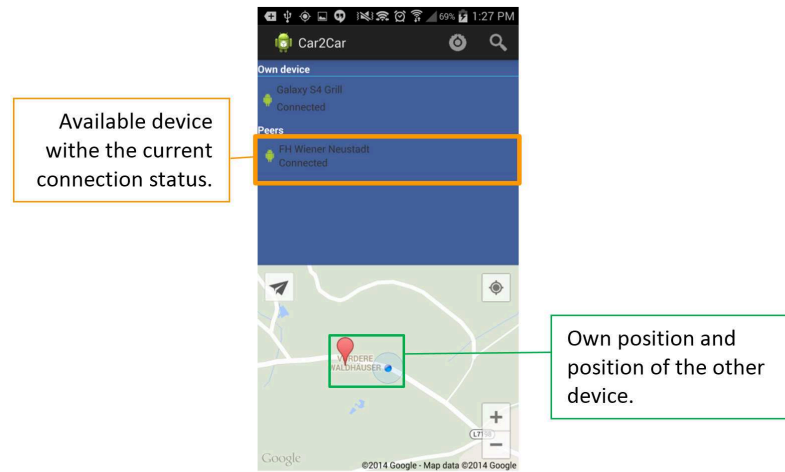 69% 1:27 PM
Car2Car
Own device
Galaxy S4 Grill
Connected
Peers
FH Wiener Neustadt
Connected
Available device
withe the current
connection status.
VORDERE
WALDHÄUSER
Own position and
position of the other
device.
+
−
Google
©2014 Google - Map data ©2014 Google